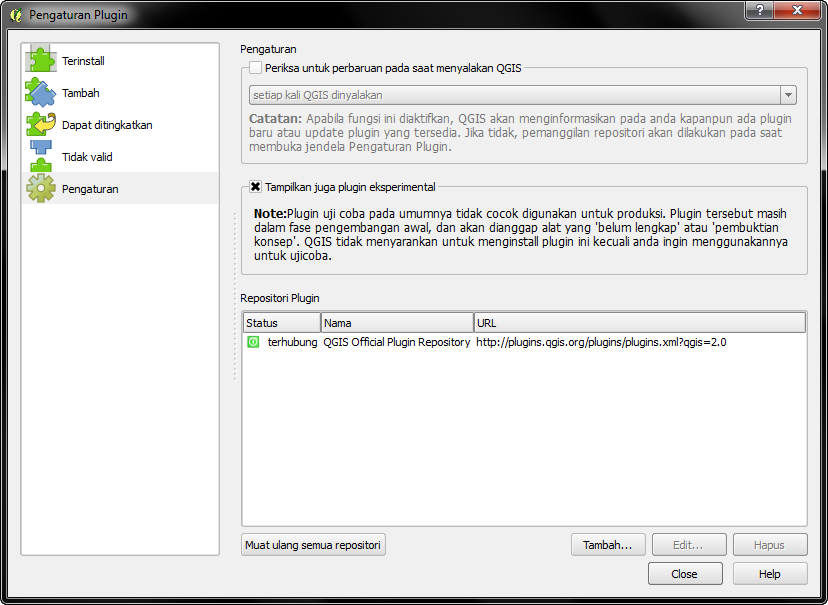 Pengaturan Plugin
?
Terinstall
Tambah
Dapat ditingkatkan
Tidak valid
Pengaturan
Pengaturan
Periksa untuk perbaruan pada saat menyalakan QGIS
setiap kali QGIS dinyalakan
Catatan: Apabila fungsi ini diaktifkan, QGIS akan menginformasikan pada anda kapanpun ada plugin
baru atau update plugin yang tersedia. Jika tidak, pemanggilan repositori akan dilakukan pada saat
membuka jendela Pengaturan Plugin.
Tampilkan juga plugin eksperimental
Note:Plugin uji coba pada umumnya tidak cocok digunakan untuk produksi. Plugin tersebut masih
dalam fase pengembangan awal, dan akan dianggap alat yang 'belum lengkap' atau 'pembuktian
konsep'. QGIS tidak menyarankan untuk menginstall plugin ini kecuali anda ingin menggunakannya
untuk ujicoba.
Repositori Plugin
Status Nama URL
terhubung QGIS Official Plugin Repository http://plugins.qgis.org/plugins/plugins.xml?qgis=2.0
Muat ulang semua repositori Tambah... Edit... Hapus
Close Help